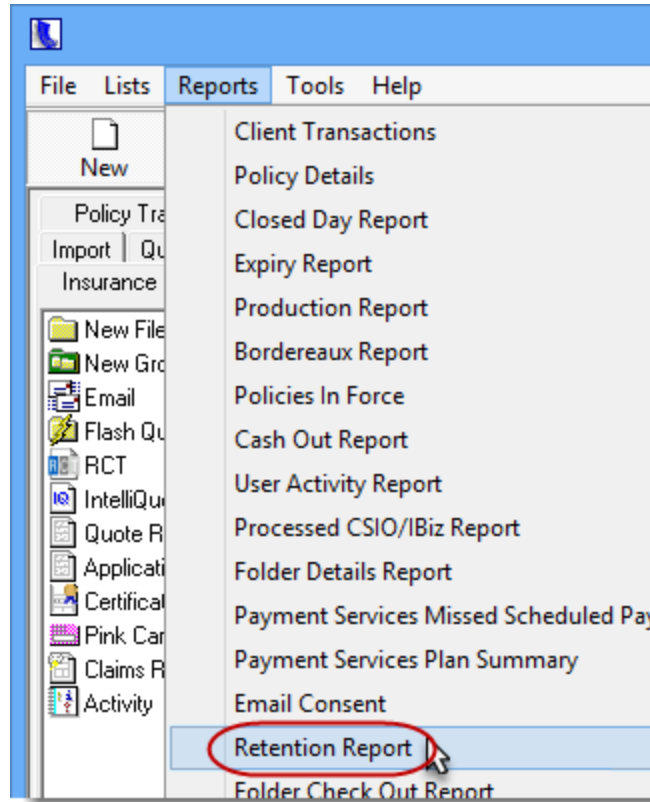 File Lists Reports Tools Help
New
Policy Tra
Import Qu
Insurance
New File
New Gro
Email
Flash Qu
RCT
IntelliQu
Quote R
Applicati
Certifica
Pink Car
Claims R
Activity
Client Transactions
Policy Details
Closed Day Report
Expiry Report
Production Report
Bordereaux Report
Policies In Force
Cash Out Report
User Activity Report
Processed CSIO/IBiz Report
Folder Details Report
Payment Services Missed Scheduled Pay
Payment Services Plan Summary
Email Consent
Retention Report
Folder Check Out Report